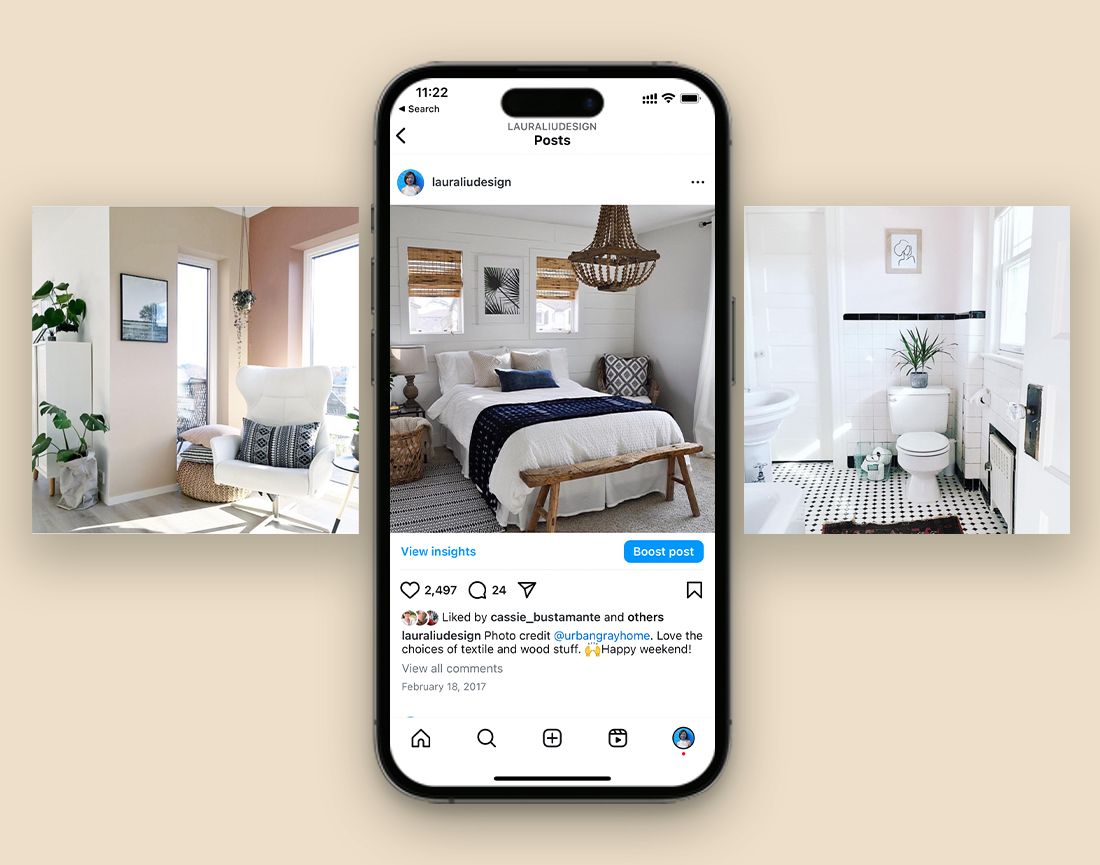 11:22
◀ Search
LAURALIUDESIGN
Posts
lauraliudesign
View insights
Boost post
2,497
24
Liked by cassie_bustamante and others
lauraliudesign Photo credit @urbangrayhome. Love the
choices of textile and wood stuff. 🙌Happy weekend!
View all comments
February 18, 2017